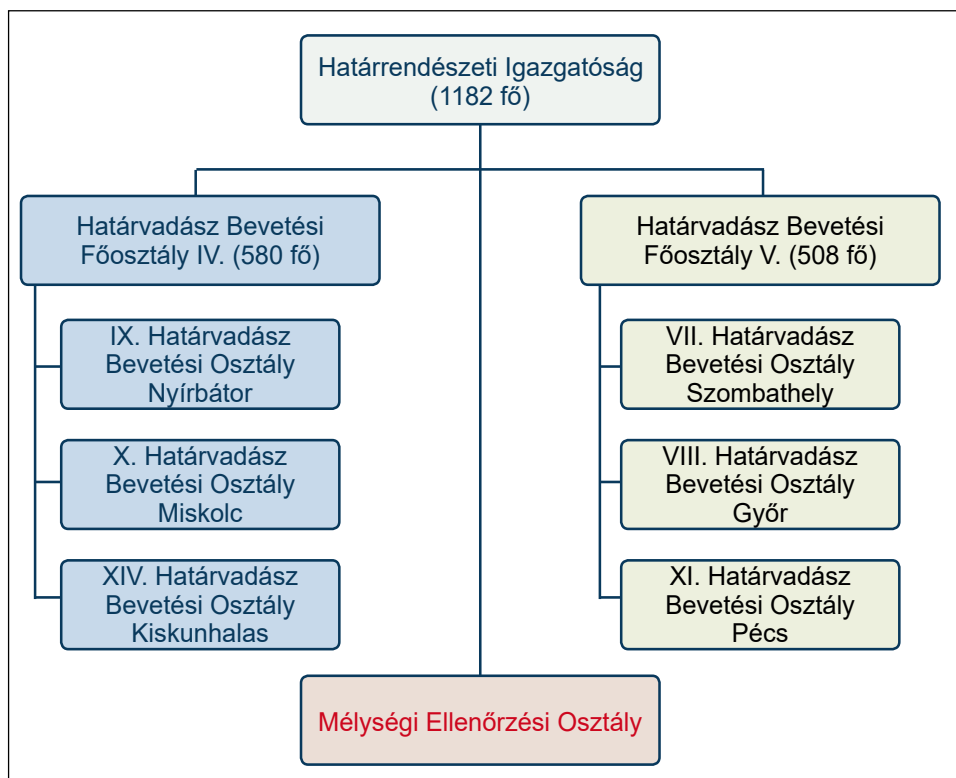 Határrendészeti Igazgatóság
(1182 fő)
Határvadász Bevetési
Főosztály IV. (580 fő)
IX. Határvadász
Bevetési Osztály
Nyírbátor
X. Határvadász
Bevetési Osztály
Miskolc
XIV. Határvadász
Bevetési Osztály
Kiskunhalas
Határvadász Bevetési
Főosztály V. (508 fő)
VII. Határvadász
Bevetési Osztály
Szombathely
VIII. Határvadász
Bevetési Osztály
Győr
XI. Határvadász
Bevetési Osztály
Pécs
Mélységi Ellenőrzési Osztály